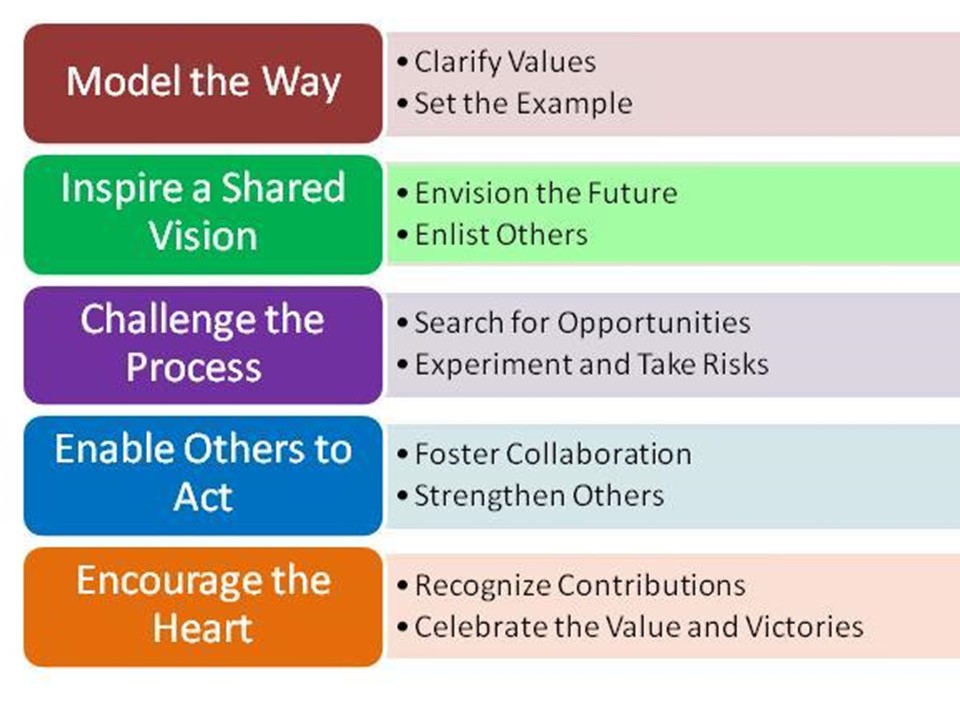 Model the Way
• Clarify Values
• Set the Example
Inspire a Shared
Vision
• Envision the Future
• Enlist Others
Challenge the
Process
• Search for Opportunities
• Experiment and Take Risks
Enable Others to
Act
• Foster Collaboration
• Strengthen Others
Encourage the
Heart
• Recognize Contributions
• Celebrate the Value and Victories